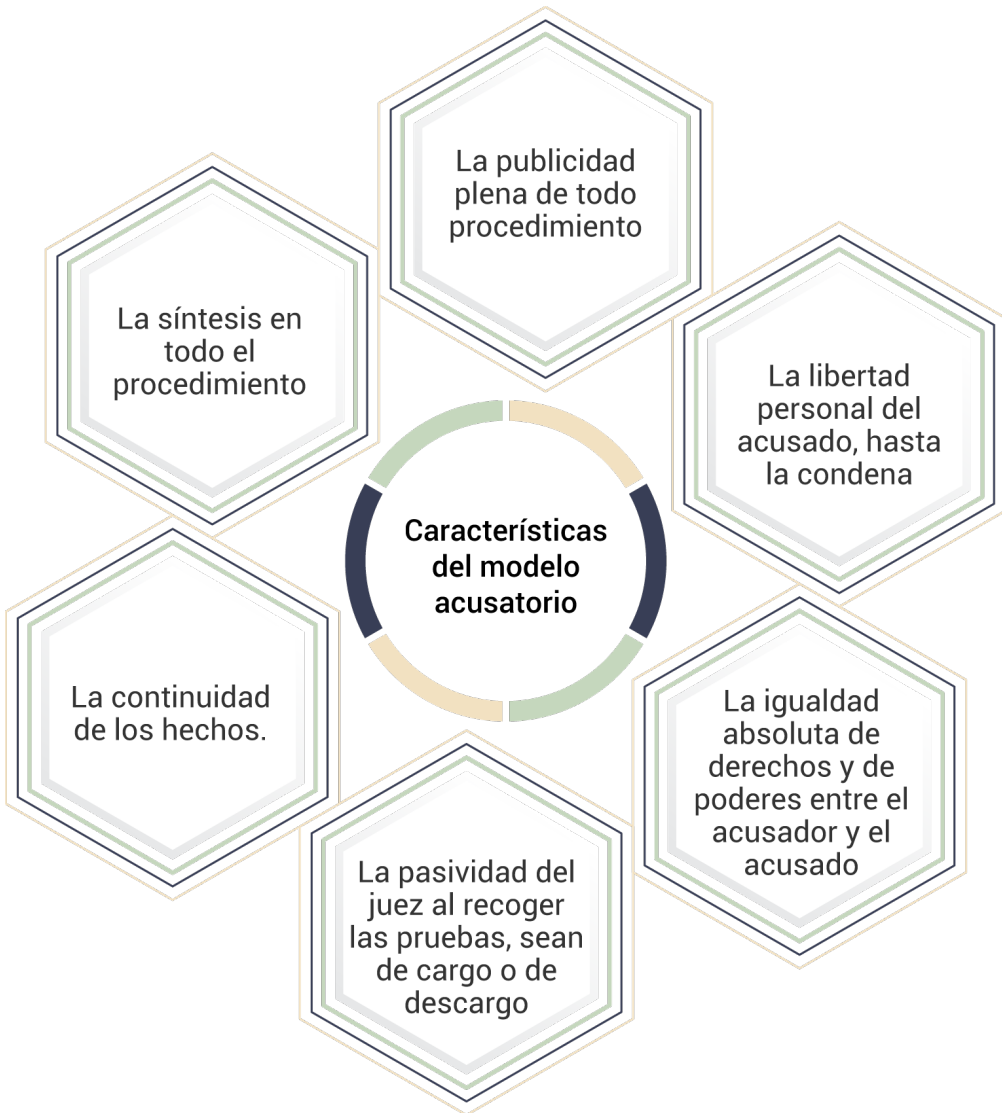 La publicidad
plena de todo
procedimiento
La síntesis en
todo el
procedimiento
La libertad
personal del
acusado, hasta
la condena
Características
del modelo
acusatorio
La continuidad
de los hechos.
La igualdad
absoluta de
derechos y de
poderes entre el
acusador y el
acusado
La pasividad del
juez al recoger
las pruebas, sean
de cargo o de
descargo